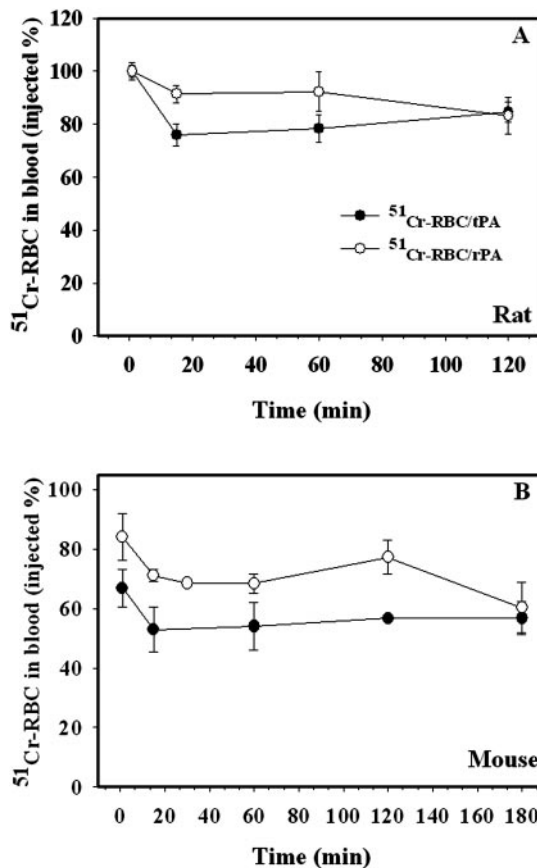 120
A
100
80
60
40
20
0
⁵¹Cr-RBC in blood (injected %)
⁵¹Cr-RBC/tPA
⁵¹Cr-RBC/rPA
Rat
0 20 40 60 80 100 120
Time (min)
100
B
80
60
40
20
0
⁵¹Cr-RBC in blood (injected %)
Mouse
0 20 40 60 80 100 120 140 160 180
Time (min)